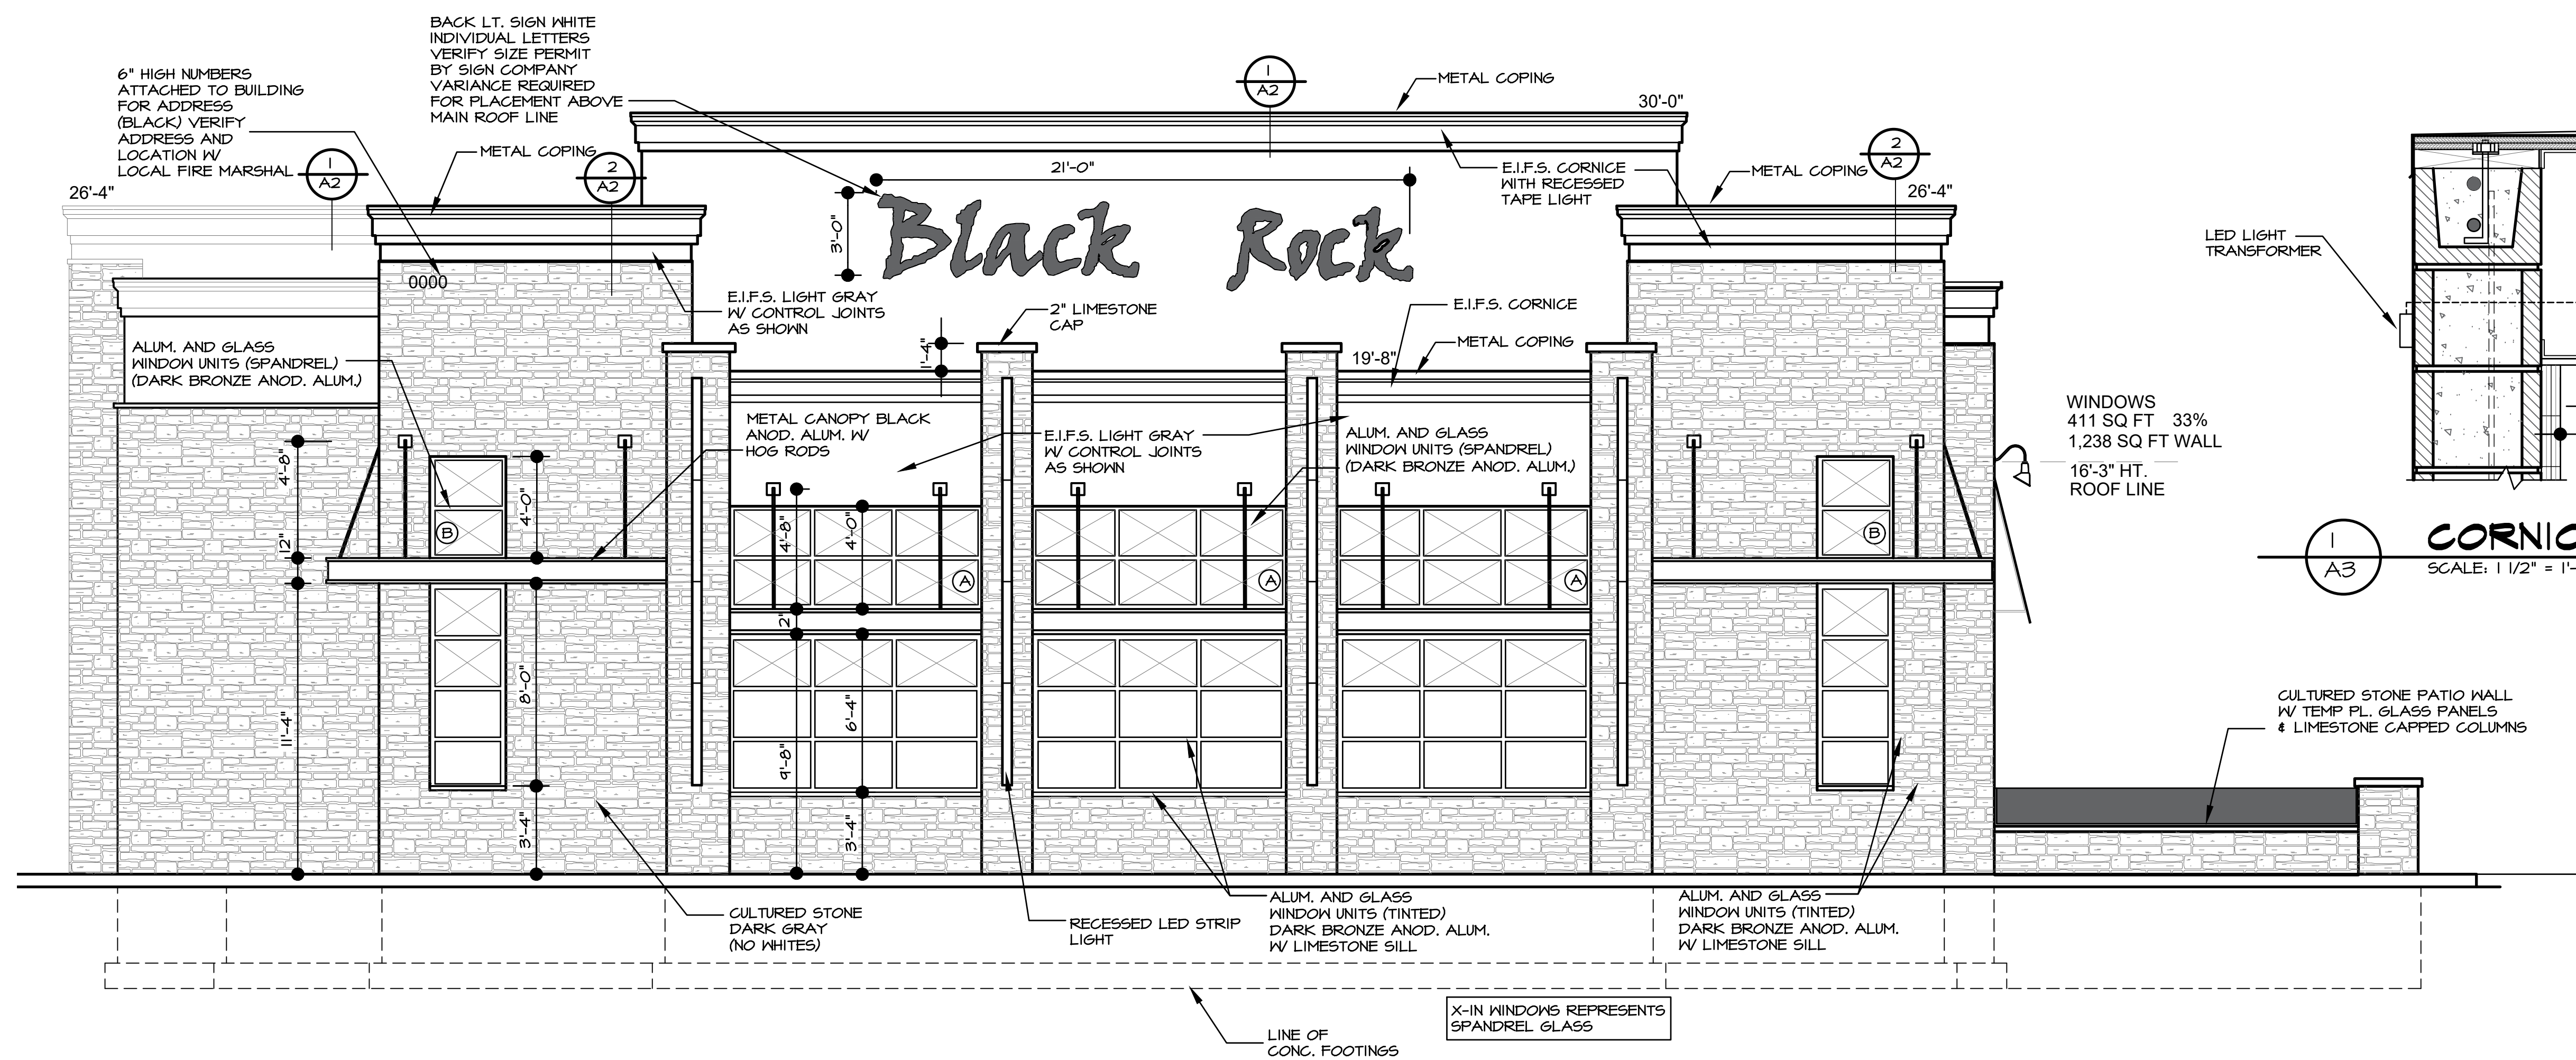 BACK LT. SIGN WHITE
INDIVIDUAL LETTERS
VERIFY SIZE PERMIT
BY SIGN COMPANY
VARIANCE REQUIRED
FOR PLACEMENT ABOVE
MAIN ROOF LINE
6" HIGH NUMBERS
ATTACHED TO BUILDING
FOR ADDRESS
(BLACK) VERIFY
ADDRESS AND
LOCATION W/
LOCAL FIRE MARSHAL
1
A2
METAL COPING
2
A2
26'-4"
1
A2
METAL COPING
30'-0"
21'-0"
3'-0"
Black Rock
E.I.F.S. CORNICE
WITH RECESSED
TAPE LIGHT
METAL COPING
2
A2
26'-4"
0000
E.I.F.S. LIGHT GRAY
W/ CONTROL JOINTS
AS SHOWN
2" LIMESTONE
CAP
1'-4"
E.I.F.S. CORNICE
METAL COPING
19'-8"
ALUM. AND GLASS
WINDOW UNITS (SPANDREL)
(DARK BRONZE ANOD. ALUM.)
METAL CANOPY BLACK
ANOD. ALUM. W/
HOG RODS
E.I.F.S. LIGHT GRAY
W/ CONTROL JOINTS
AS SHOWN
ALUM. AND GLASS
WINDOW UNITS (SPANDREL)
(DARK BRONZE ANOD. ALUM.)
WINDOWS
411 SQ FT 33%
1,238 SQ FT WALL
16'-3" HT.
ROOF LINE
LED LIGHT
TRANSFORMER
1
A3
CORNIC
SCALE: 1 1/2" = 1'-
4'-8"
12"
11'-4"
4'-0"
8'-0"
3'-4"
B
4'-8"
4'-0"
2"
6'-4"
9'-8"
3'-4"
A
A
A
B
CULTURED STONE PATIO WALL
W/ TEMP PL. GLASS PANELS
& LIMESTONE CAPPED COLUMNS
CULTURED STONE
DARK GRAY
(NO WHITES)
RECESSED LED STRIP
LIGHT
ALUM. AND GLASS
WINDOW UNITS (TINTED)
DARK BRONZE ANOD. ALUM.
W/ LIMESTONE SILL
ALUM. AND GLASS
WINDOW UNITS (TINTED)
DARK BRONZE ANOD. ALUM.
W/ LIMESTONE SILL
X-IN WINDOWS REPRESENTS
SPANDREL GLASS
LINE OF
CONC. FOOTINGS